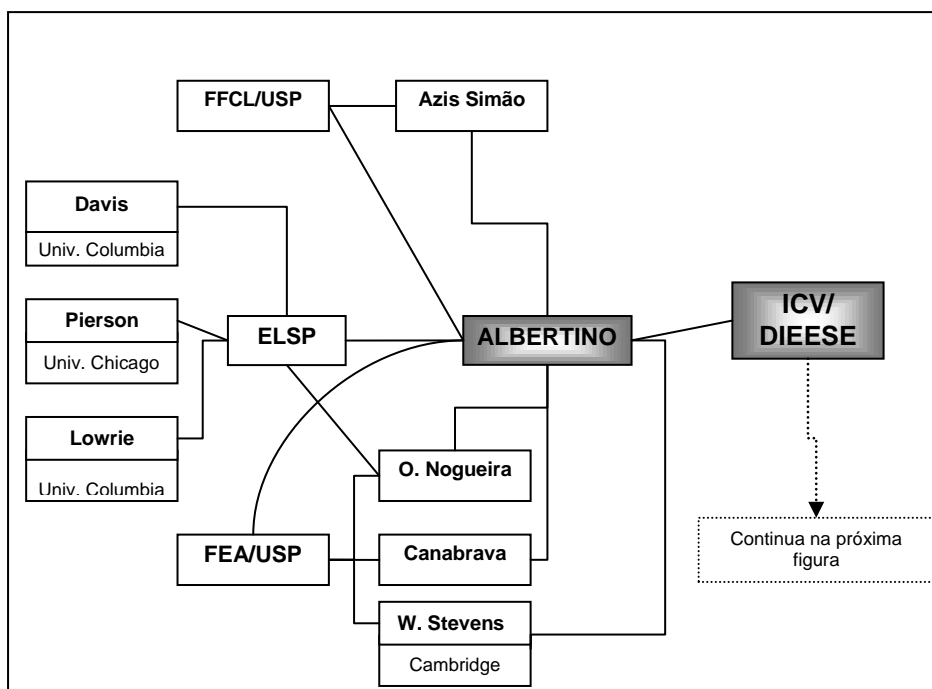 FFCL/USP
Azis Simão
Davis
Univ. Columbia
Pierson
Univ. Chicago
Lowrie
Univ. Columbia
ELSP
ALBERTINO
ICV/
DIEESE
O. Nogueira
FEA/USP
Canabrava
W. Stevens
Cambridge
Continua na próxima
figura